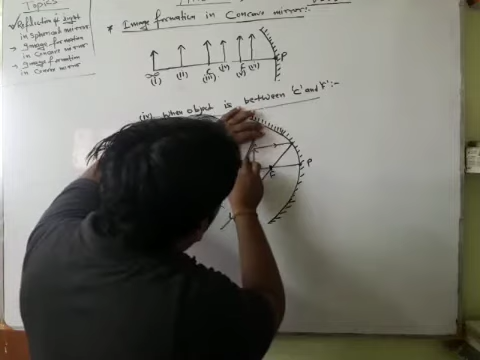 Topics
✓ Reflection of light
in Spherical mirror
→ Image formation
in Concave mirror
→ Image formation
in Convex mirror
* Image formation in Concave mirror:-
(i) (ii) C (iii) (iv) F (v) (vi) P
(iv) When object is between 'C' and 'F':-
P